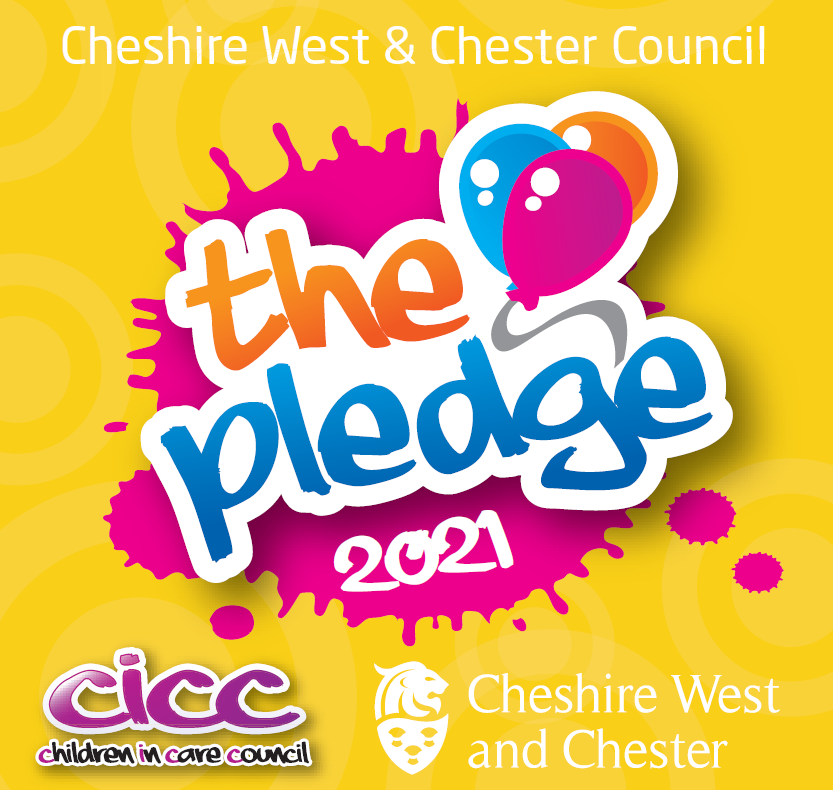 Cheshire West & Chester Council
the
pledge
2021
cicc
children in care council
Cheshire West
and Chester